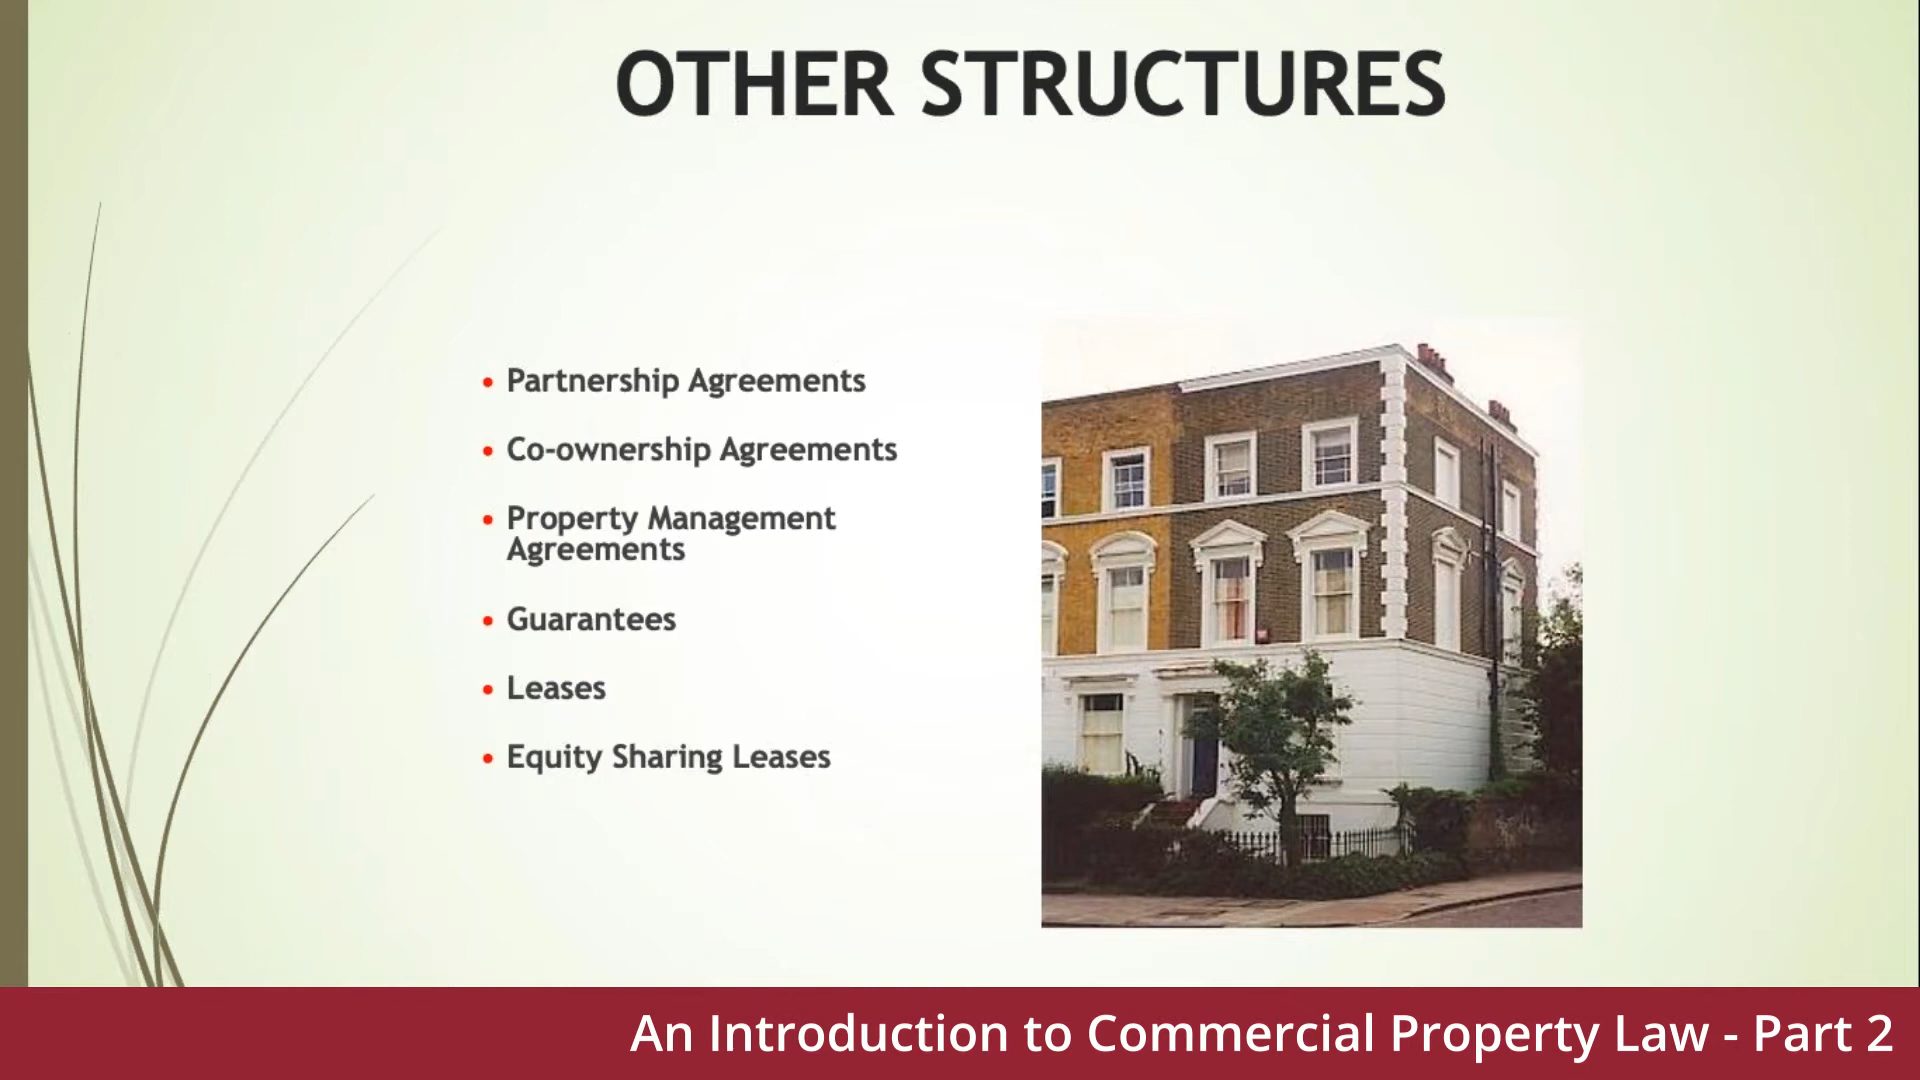 OTHER STRUCTURES
• Partnership Agreements
• Co-ownership Agreements
• Property Management
Agreements
• Guarantees
• Leases
• Equity Sharing Leases
An Introduction to Commercial Property Law - Part 2